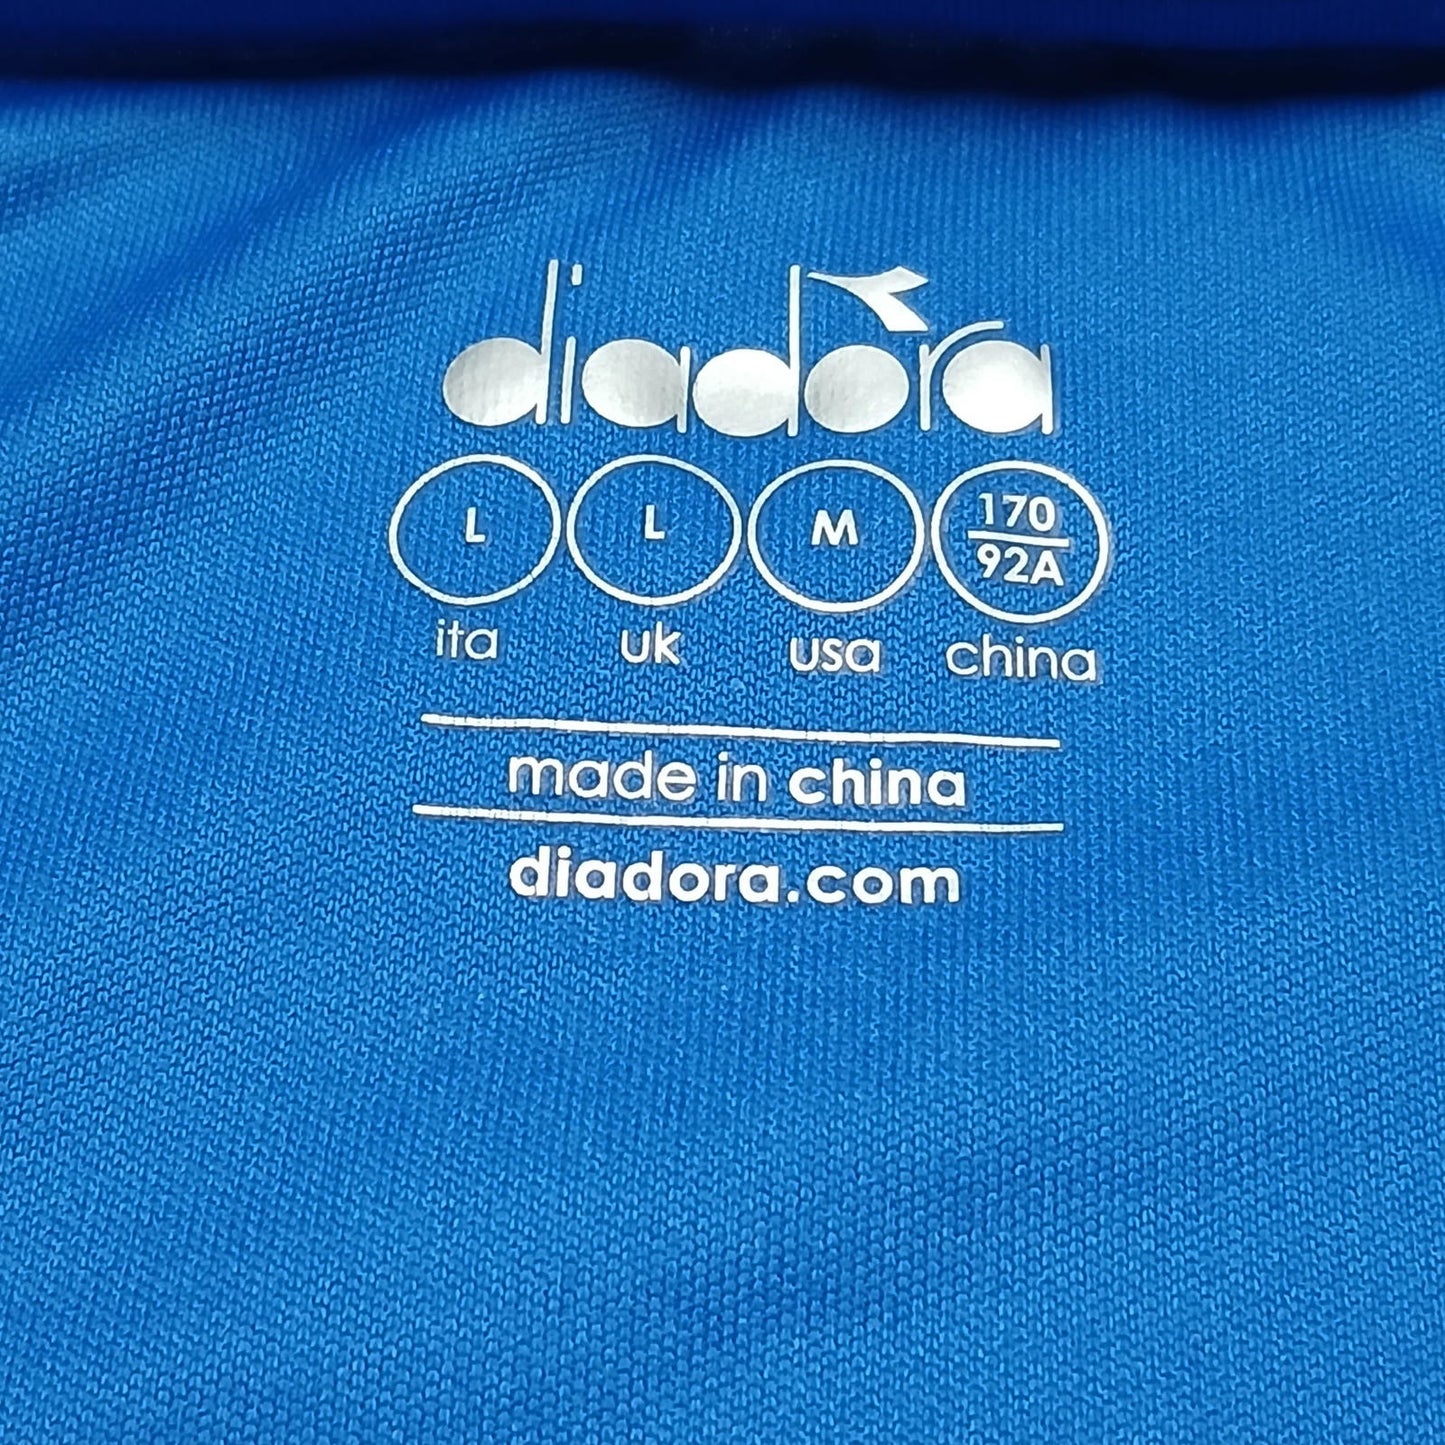 diadora
L L M 170
92A
ita uk usa china
made in china
diadora.com